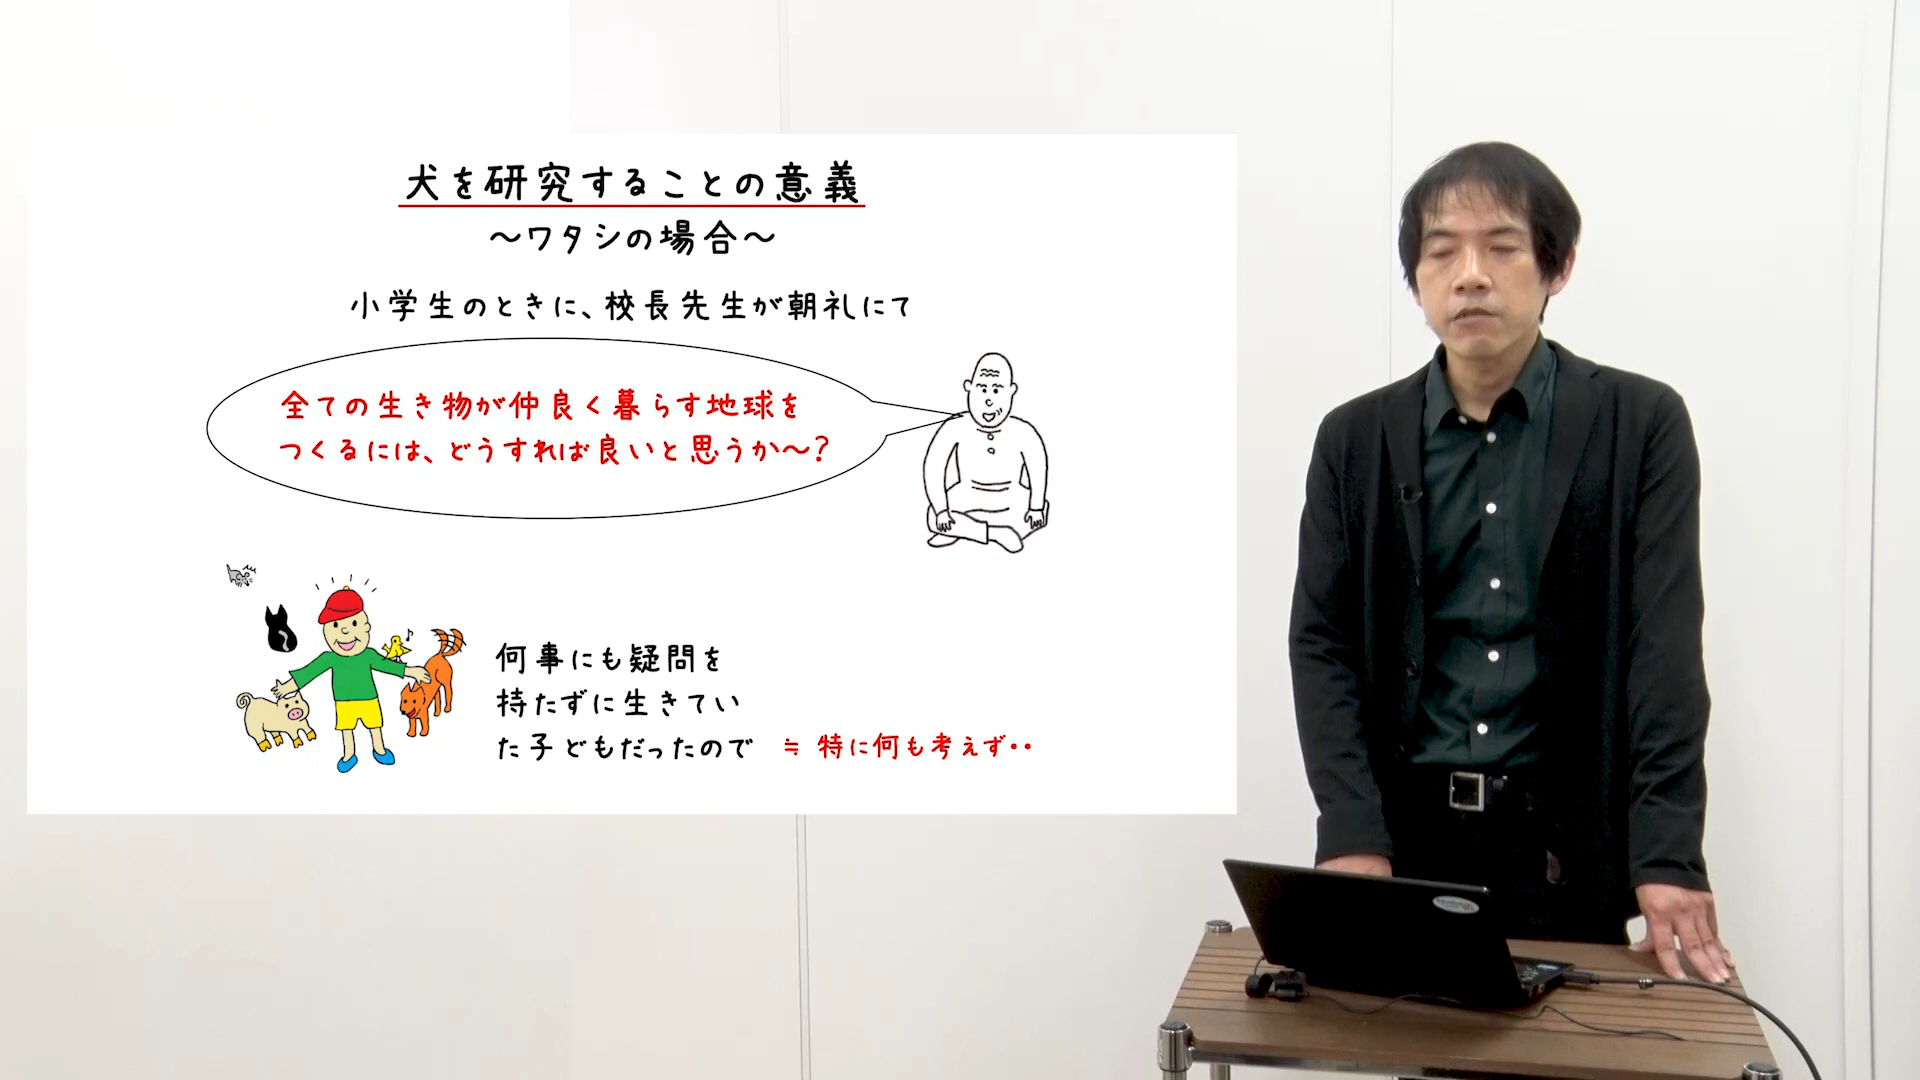 犬を研究することの意義
～ワタシの場合～
小学生のときに、校長先生が朝礼にて
全ての生き物が仲良く暮らす地球を
つくるには、どうすれば良いと思うか～?
何事にも疑問を
持たずに生きてい
た子どもだったので
≒ 特に何も考えず・・